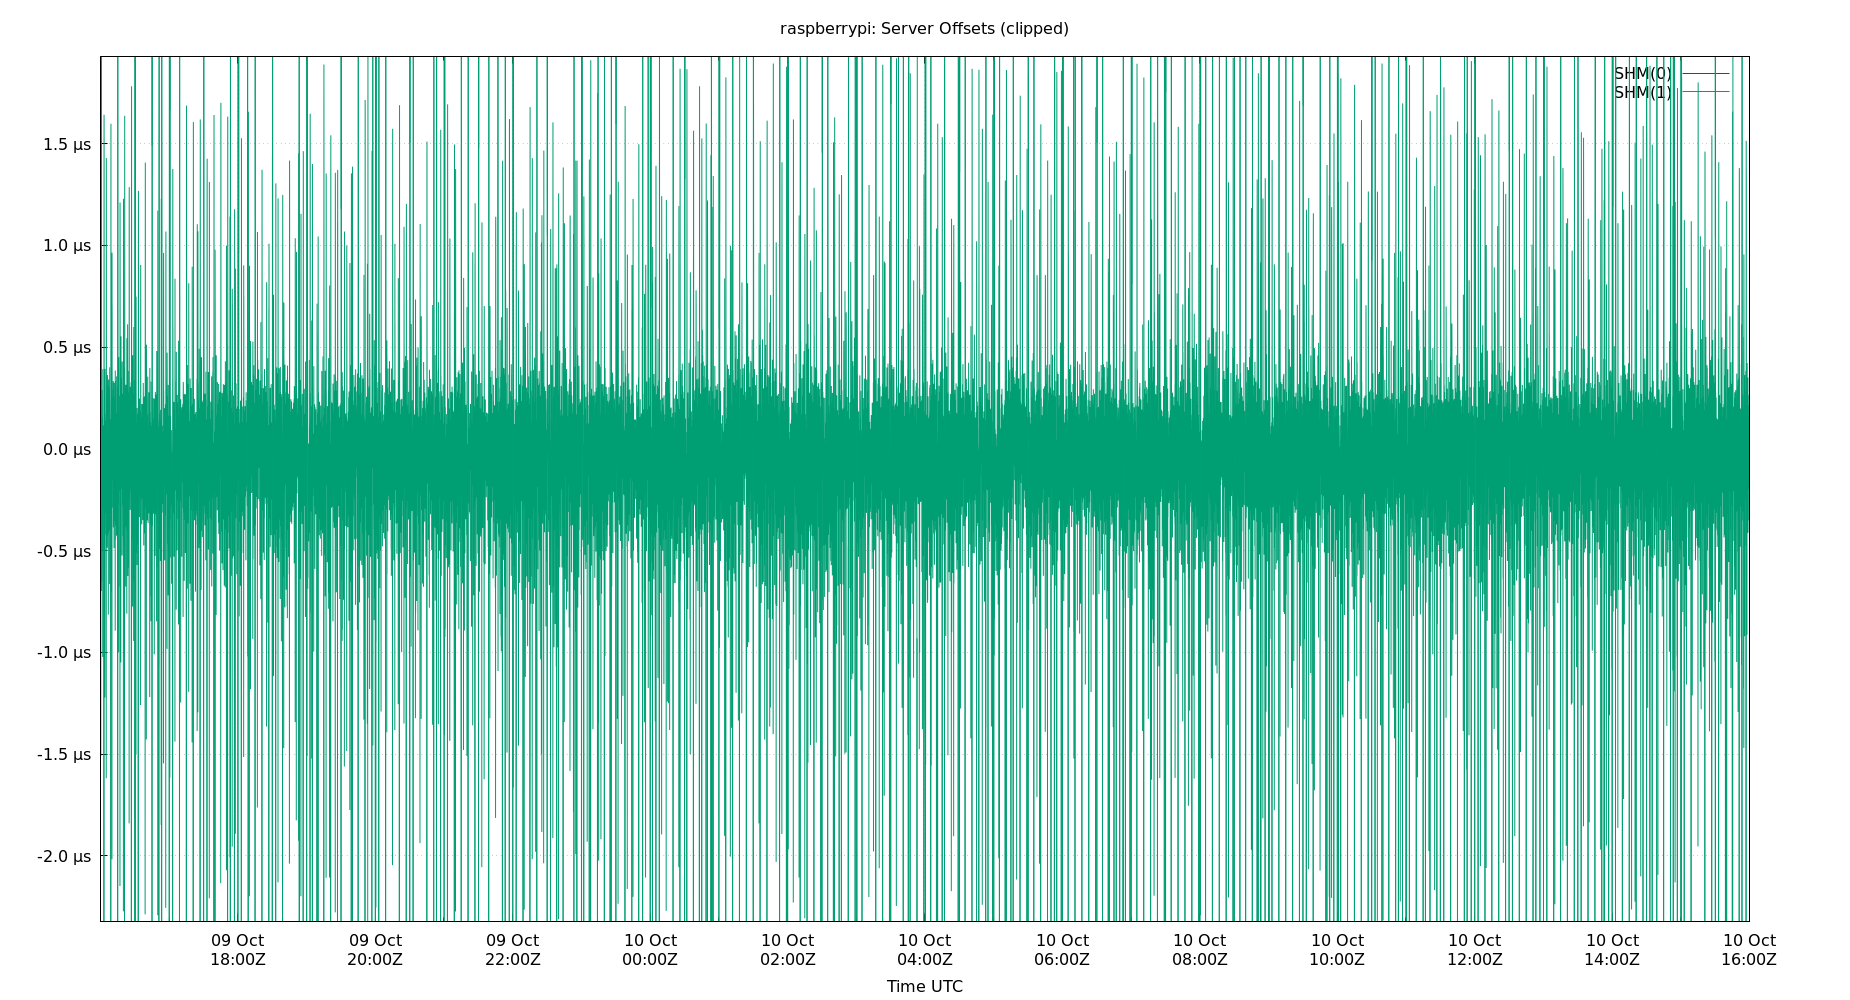 raspberrypi: Server Offsets (clipped)
SHM(0)
SHM(1)
1.5 µs
1.0 µs
0.5 µs
0.0 µs
-0.5 µs
-1.0 µs
-1.5 µs
-2.0 µs
09 Oct 09 Oct 09 Oct 10 Oct 10 Oct 10 Oct 10 Oct 10 Oct 10 Oct 10 Oct 10 Oct 10 Oct
18:00Z 20:00Z 22:00Z 00:00Z 02:00Z 04:00Z 06:00Z 08:00Z 10:00Z 12:00Z 14:00Z 16:00Z
Time UTC